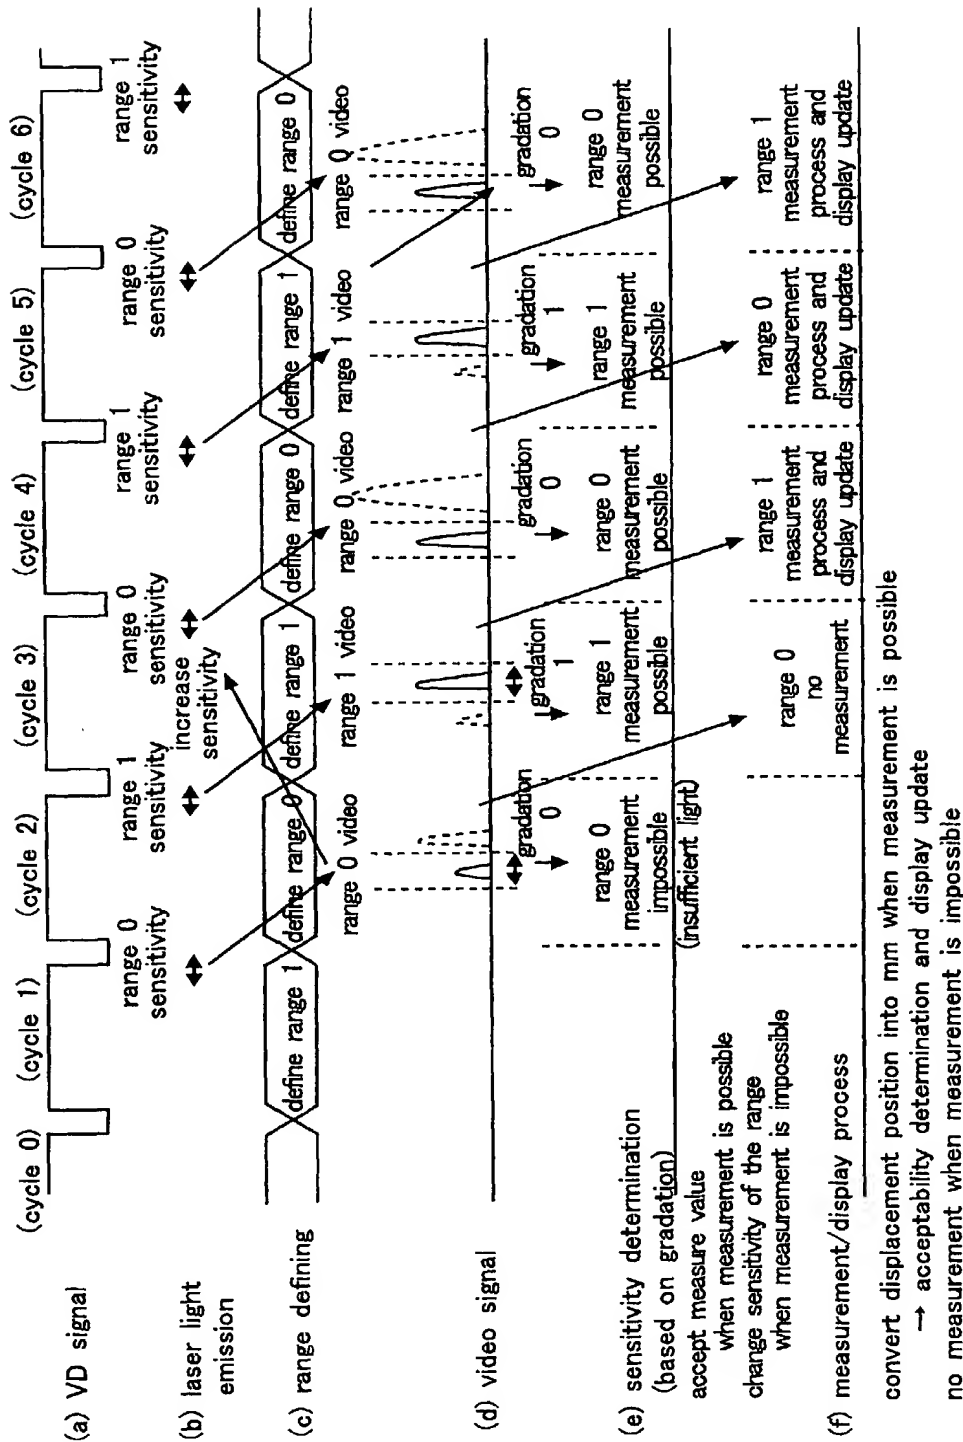 (cycle 0)
(cycle 1)
(cycle 2)
(cycle 3)
(cycle 4)
(cycle 5)
(cycle 6)
(a) VD signal
range 0
sensitivity
range 1
sensitivity
range 0
sensitivity
range 1
sensitivity
range 0
sensitivity
range 1
sensitivity
increase
sensitivity
(b) laser light
emission
(c) range defining
define range 1
define range 0
define range 1
define range 0
define range 1
define range 0
range 0 video
range 1 video
range 0 video
range 1 video
range 0 video
(d) video signal
gradation
0
gradation
1
gradation
0
gradation
1
gradation
0
(e) sensitivity determination
(based on gradation)
accept measure value
when measurement is possible
change sensitivity of the range
when measurement is impossible
range 0
measurement
impossible
(insufficient light)
range 1
measurement
possible
range 0
measurement
possible
range 1
measurement
possible
range 0
measurement
possible
(f) measurement/display process
range 0
no
measurement
range 1
measurement
process and
display update
range 0
measurement
process and
display update
range 1
measurement
process and
display update
convert displacement position into mm when measurement is possible
→ acceptability determination and display update
no measurement when measurement is impossible